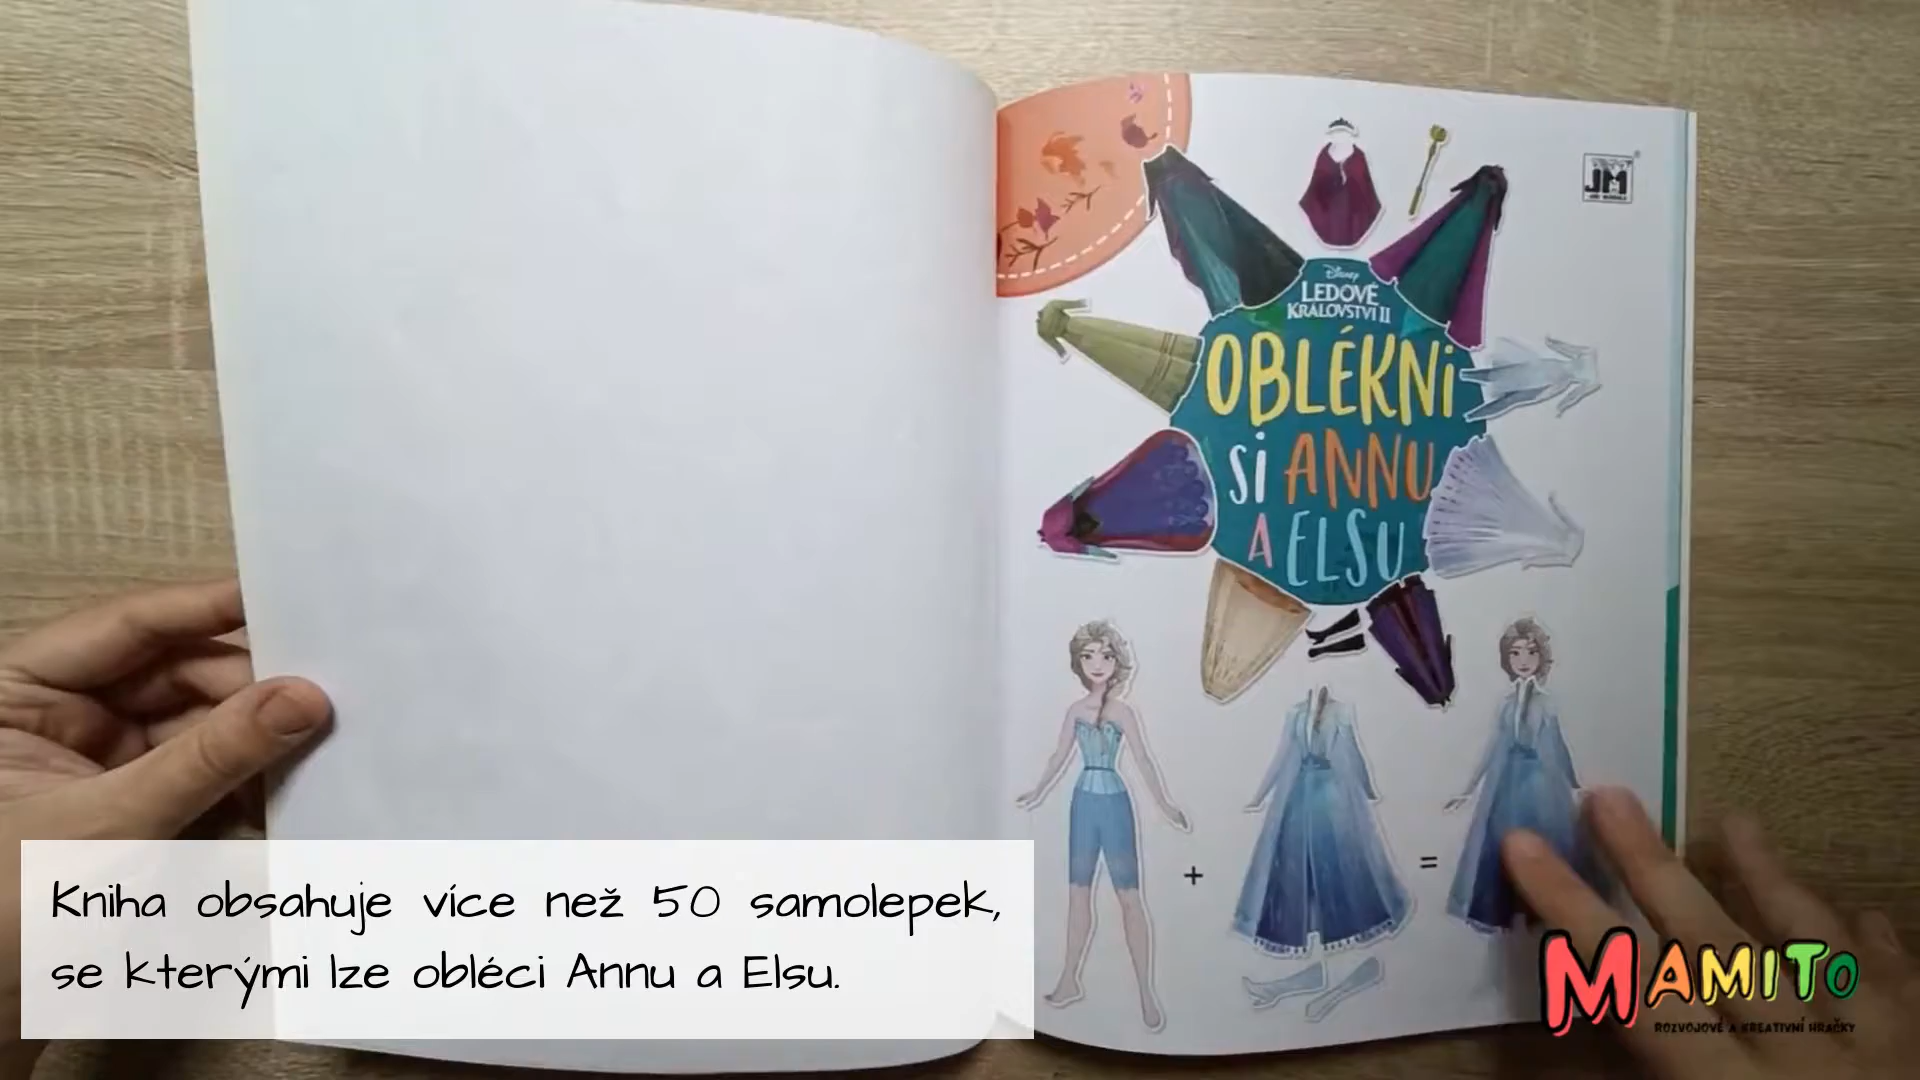 Disney
LEDOVÉ
KRÁLOVSTVÍ II
OBLÉKNI
SI ANNU
A ELSU
JM
+
=
Kniha obsahuje více než 50 samolepek,
se kterými lze obléci Annu a Elsu.
MAMITO
ROZVOJOVÉ A KREATIVNÍ HRAČKY